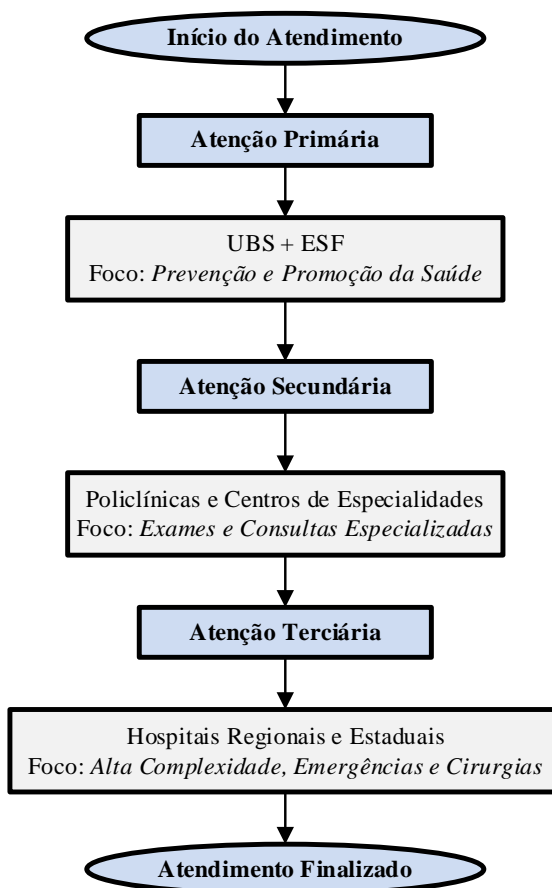 Início do Atendimento
Atenção Primária
UBS + ESF
Foco: Prevenção e Promoção da Saúde
Atenção Secundária
Policlínicas e Centros de Especialidades
Foco: Exames e Consultas Especializadas
Atenção Terciária
Hospitais Regionais e Estaduais
Foco: Alta Complexidade, Emergências e Cirurgias
Atendimento Finalizado